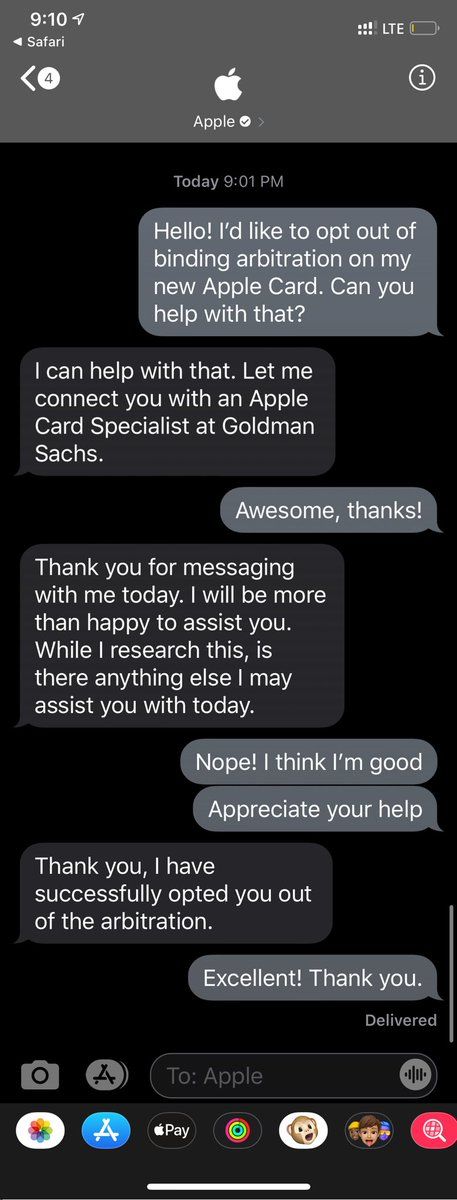 9:10
LTE
Safari
4
Apple
Today 9:01 PM
Hello! I'd like to opt out of
binding arbitration on my
new Apple Card. Can you
help with that?
I can help with that. Let me
connect you with an Apple
Card Specialist at Goldman
Sachs.
Awesome, thanks!
Thank you for messaging
with me today. I will be more
than happy to assist you.
While I research this, is
there anything else I may
assist you with today.
Nope! I think I'm good
Appreciate your help
Thank you, I have
successfully opted you out
of the arbitration.
Excellent! Thank you.
Delivered
To: Apple
Pay